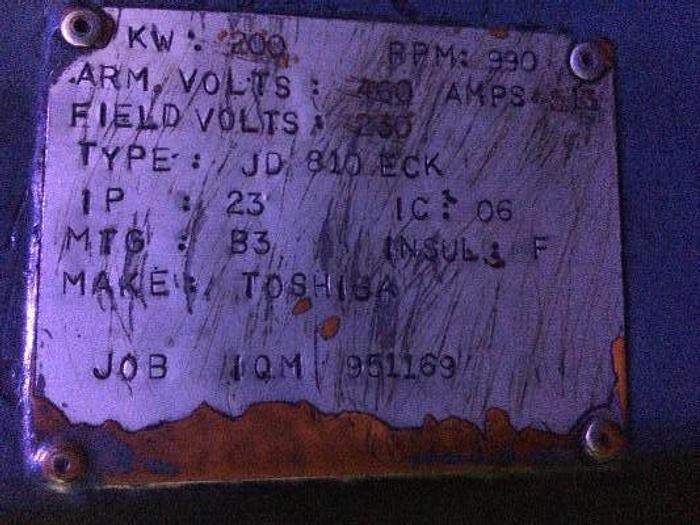 KW: 200 RPM: 990
ARM. VOLTS: 460 AMPS:
FIELD VOLTS: 230
TYPE: JD 810 ECK
IP : 23 IC: 06
MTG : B3 INSUL: F
MAKE: TOSHIBA
JOB IQM 951169